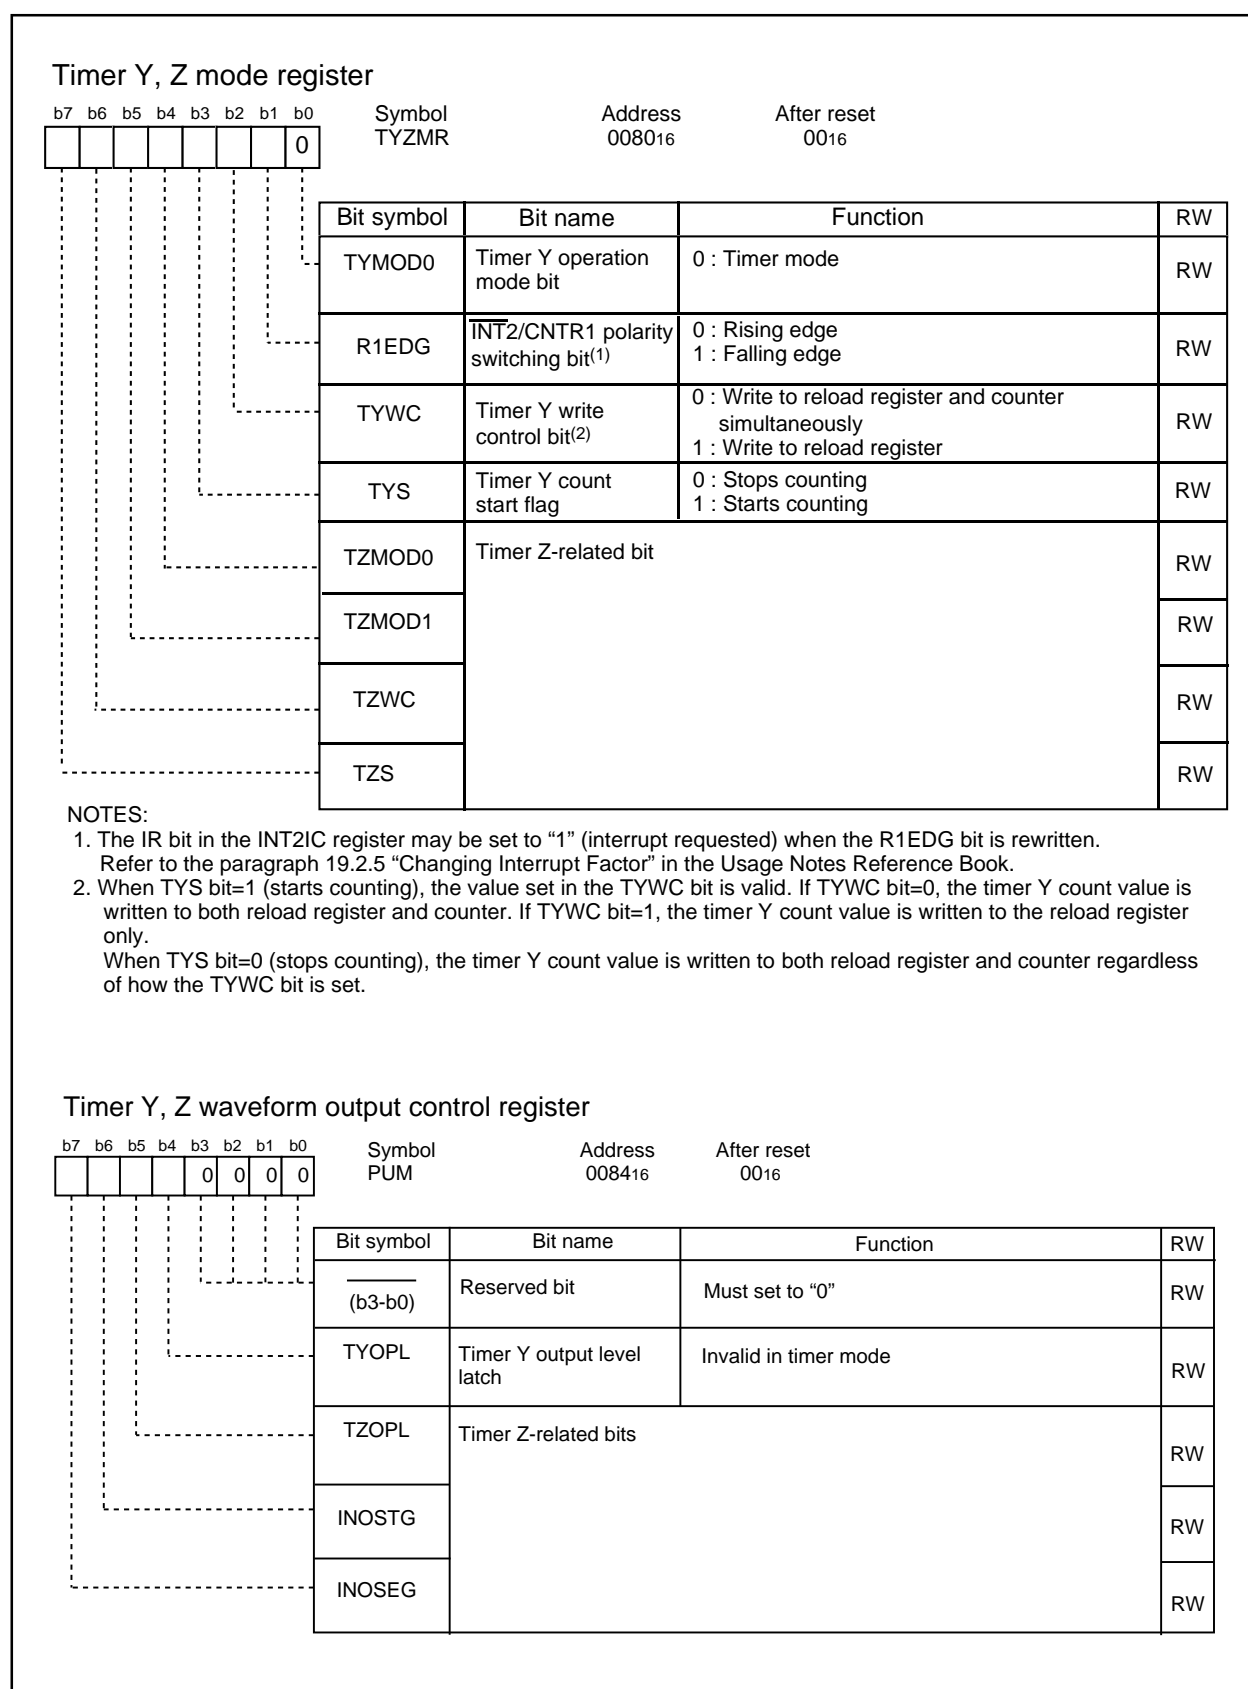 Timer Y, Z mode register
b7 b6 b5 b4 b3 b2 b1 b0
Symbol Address After reset
0
TYZMR 008016 0016
Bit symbol Bit name Function RW
TYMOD0 Timer Y operation mode bit 0 : Timer mode RW
R1EDG INT2/CNTR1 polarity switching bit(1) 0 : Rising edge
1 : Falling edge RW
TYWC Timer Y write control bit(2) 0 : Write to reload register and counter simultaneously
1 : Write to reload register RW
TYS Timer Y count start flag 0 : Stops counting
1 : Starts counting RW
TZMOD0 Timer Z-related bit RW
TZMOD1 RW
TZWC RW
TZS RW
NOTES:
1. The IR bit in the INT2IC register may be set to “1” (interrupt requested) when the R1EDG bit is rewritten.
Refer to the paragraph 19.2.5 “Changing Interrupt Factor” in the Usage Notes Reference Book.
2. When TYS bit=1 (starts counting), the value set in the TYWC bit is valid. If TYWC bit=0, the timer Y count value is
written to both reload register and counter. If TYWC bit=1, the timer Y count value is written to the reload register
only.
When TYS bit=0 (stops counting), the timer Y count value is written to both reload register and counter regardless
of how the TYWC bit is set.
Timer Y, Z waveform output control register
b7 b6 b5 b4 b3 b2 b1 b0
Symbol Address After reset
0 0 0 0
PUM 008416 0016
Bit symbol Bit name Function RW
(b3-b0) Reserved bit Must set to “0” RW
TYOPL Timer Y output level latch Invalid in timer mode RW
TZOPL Timer Z-related bits RW
INOSTG RW
INOSEG RW